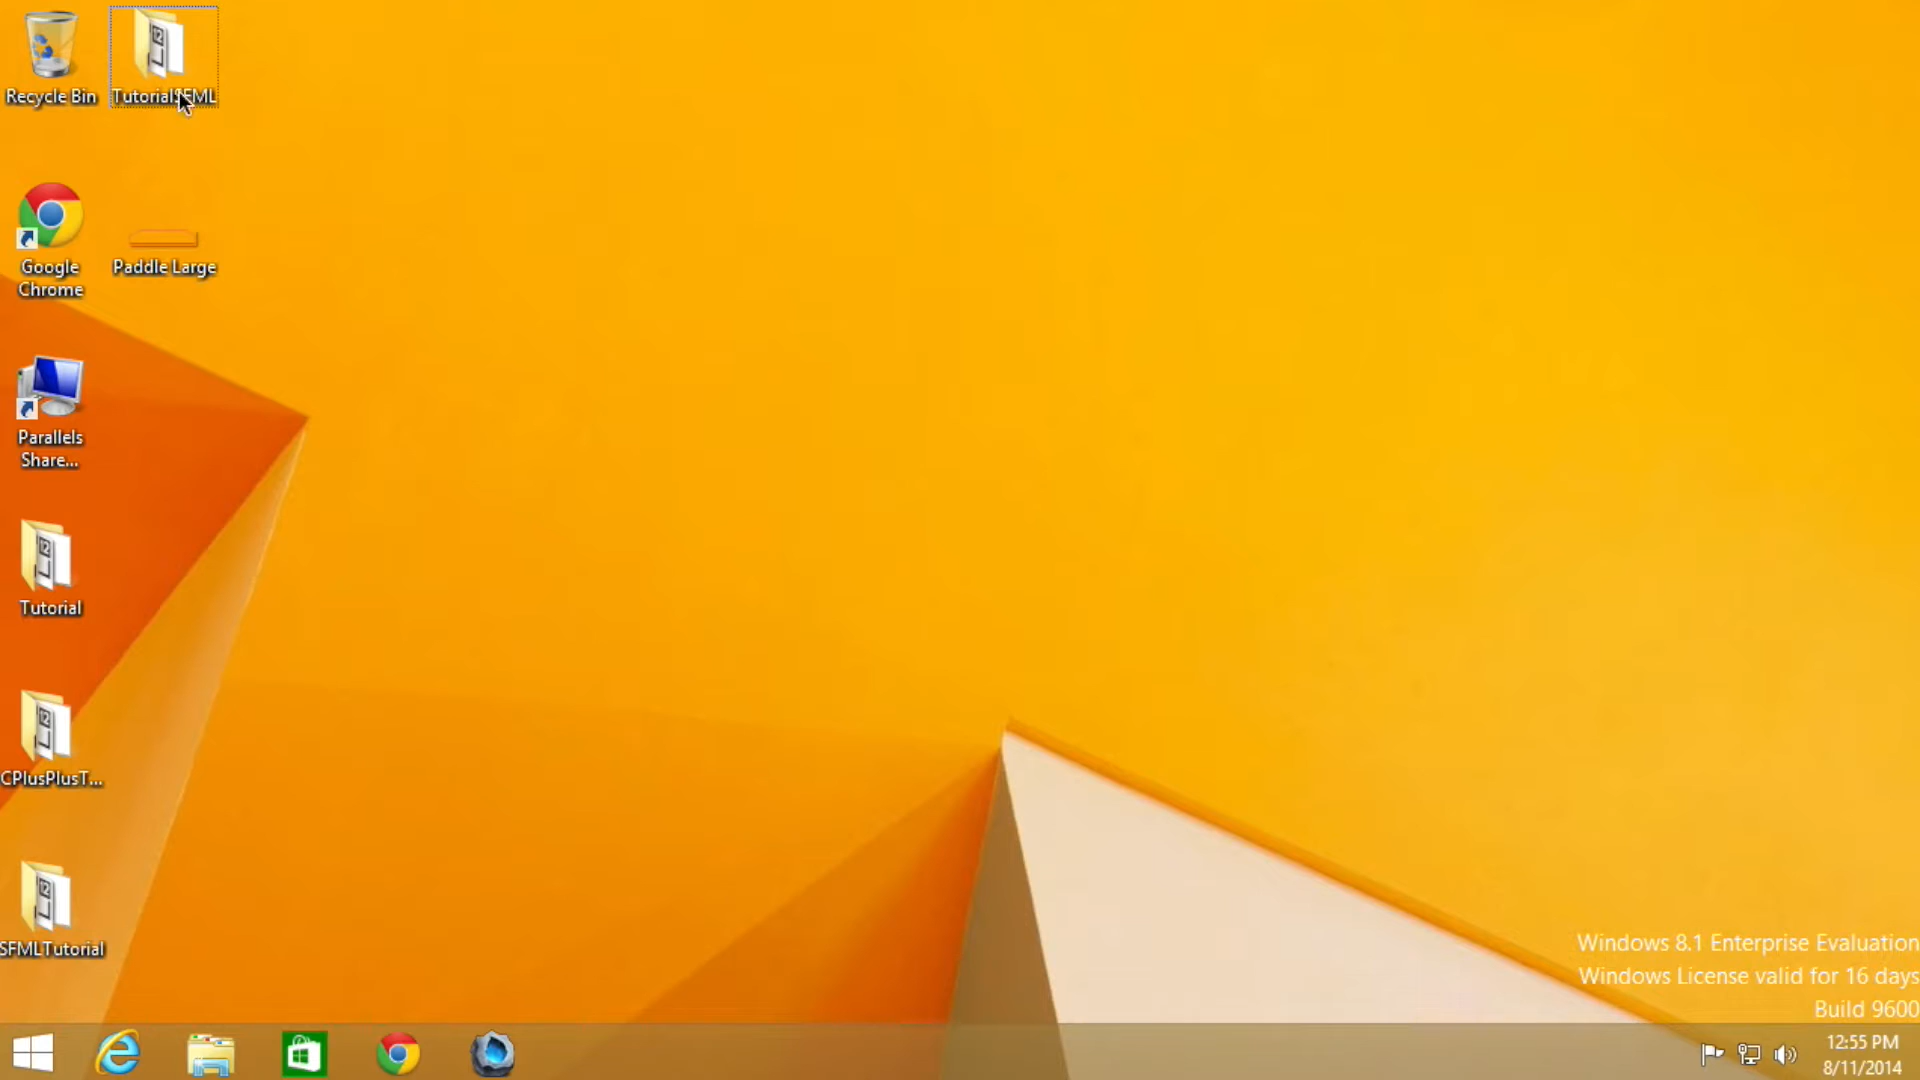 Recycle Bin
TutorialSFML
Google
Chrome
Paddle Large
Parallels
Share...
Tutorial
CPlusPlusT...
SFMLTutorial
Windows 8.1 Enterprise Evaluation
Windows License valid for 16 days
Build 9600
12:55 PM
8/11/2014